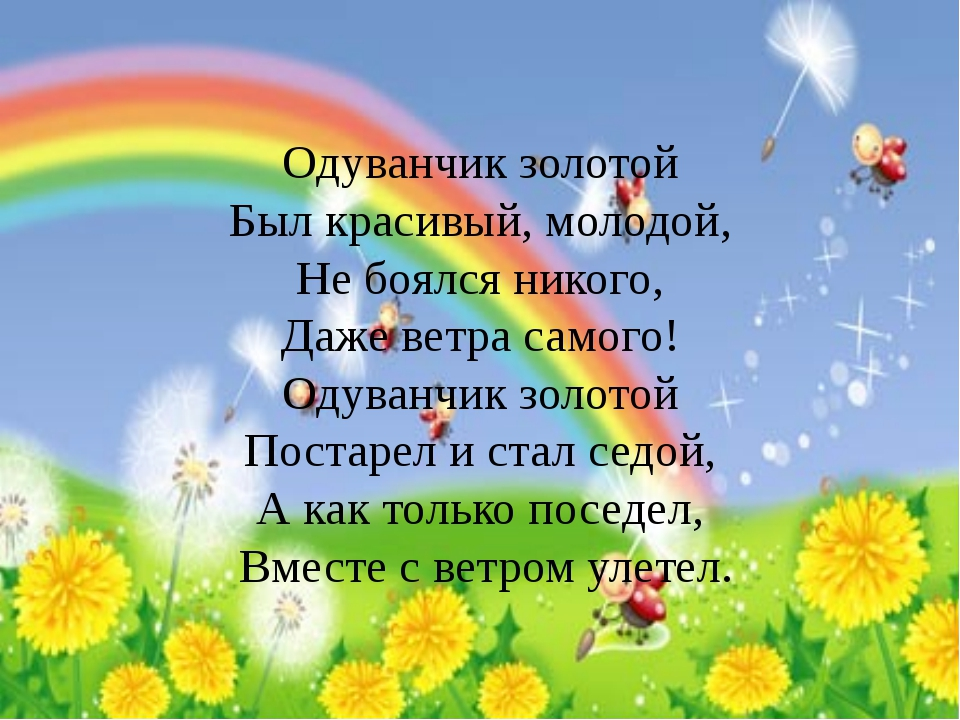 Одуванчик золотой
Был красивый, молодой,
Не боялся никого,
Даже ветра самого!
Одуванчик золотой
Постарел и стал седой,
А как только поседел,
Вместе с ветром улетел.